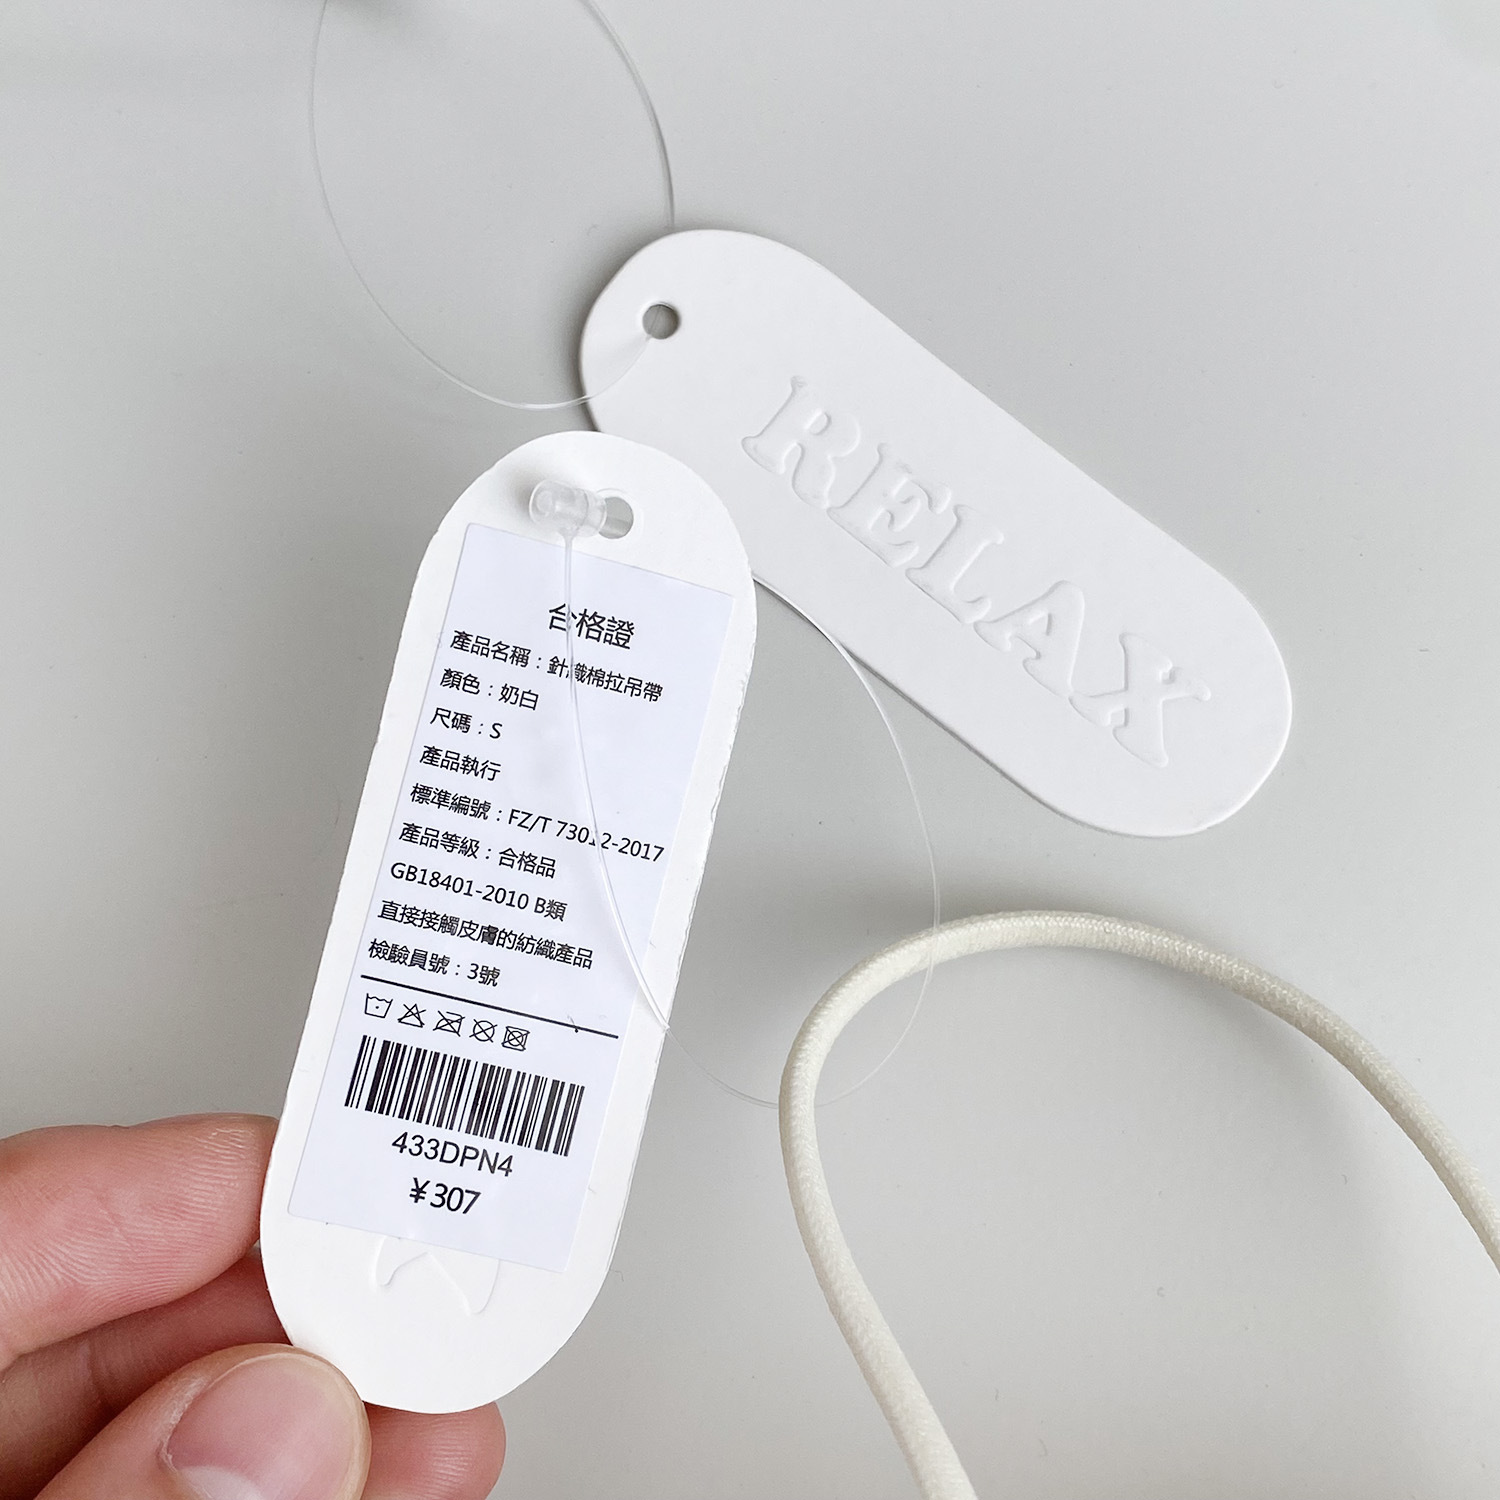 RELAX
合格證
產品名稱：針織棉拉吊帶
顏色：奶白
尺碼：S
產品執行
標準編號：FZ/T 73012-2017
產品等級：合格品
GB18401-2010 B類
直接接觸皮膚的紡織產品
檢驗員號：3號
433DPN4
¥307